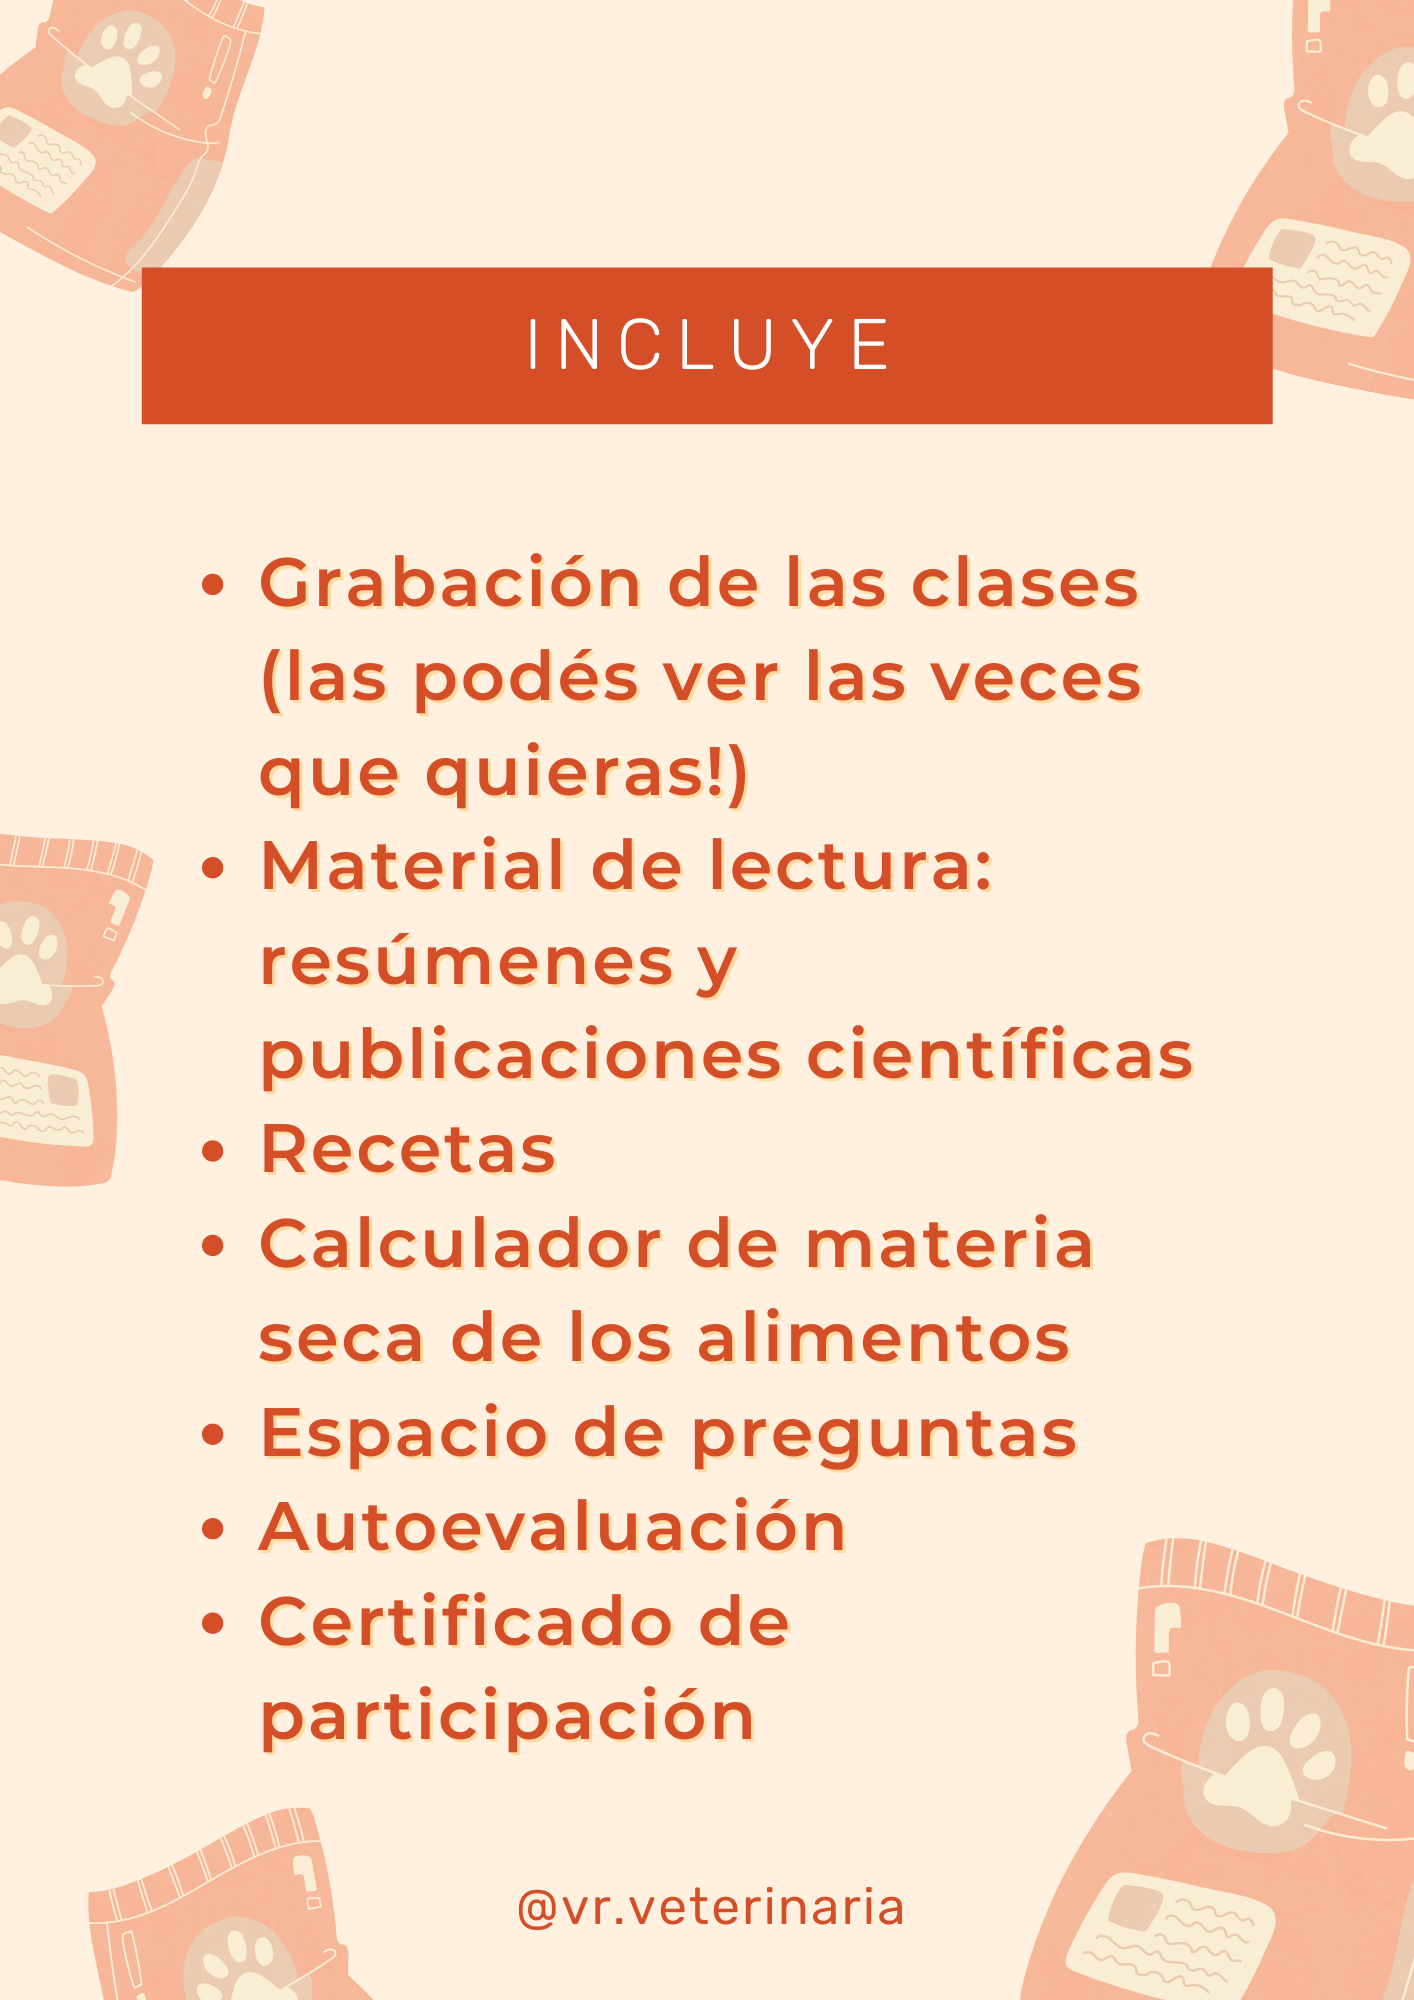 INCLUYE
• Grabación de las clases
(las podés ver las veces
que quieras!)
• Material de lectura:
resúmenes y
publicaciones científicas
• Recetas
• Calculador de materia
seca de los alimentos
• Espacio de preguntas
• Autoevaluación
• Certificado de
participación
@vr.veterinaria